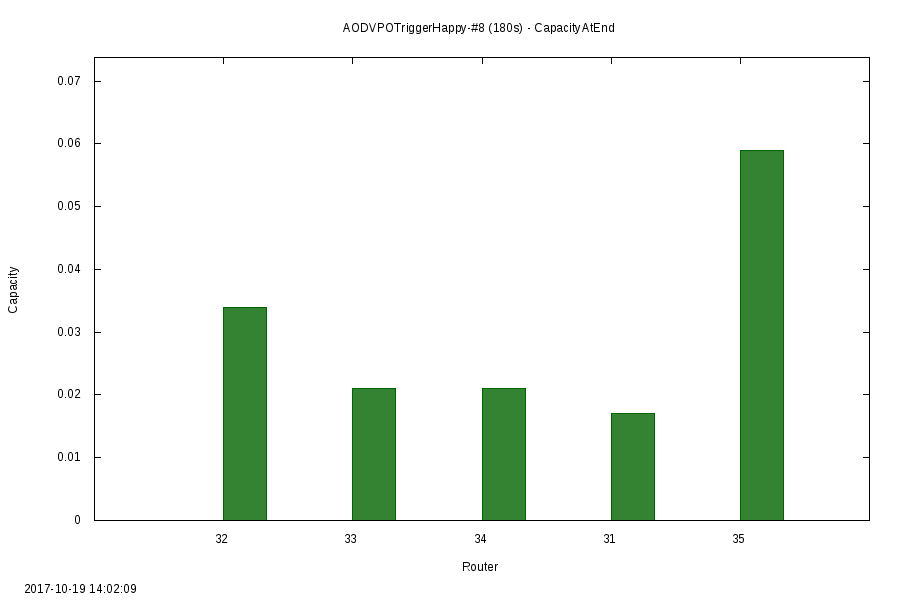 AODVPOTriggerHappy-#8 (180s) - CapacityAtEnd
0.07
0.06
0.05
0.04
0.03
0.02
0.01
0
Capacity
32 33 34 31 35
Router
2017-10-19 14:02:09